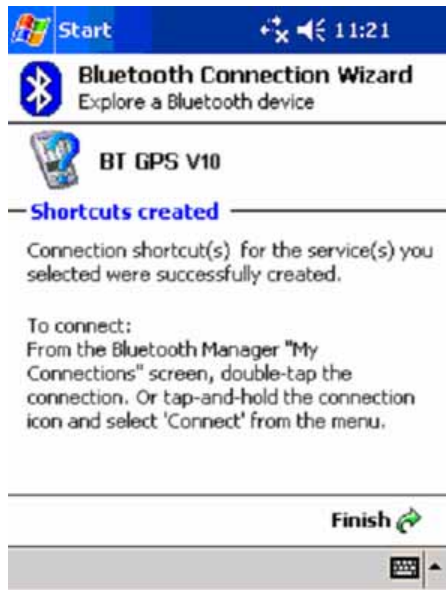 Start 11:21
Bluetooth Connection Wizard
Explore a Bluetooth device
BT GPS V10
Shortcuts created
Connection shortcut(s) for the service(s) you
selected were successfully created.
To connect:
From the Bluetooth Manager "My
Connections" screen, double-tap the
connection. Or tap-and-hold the connection
icon and select 'Connect' from the menu.
Finish